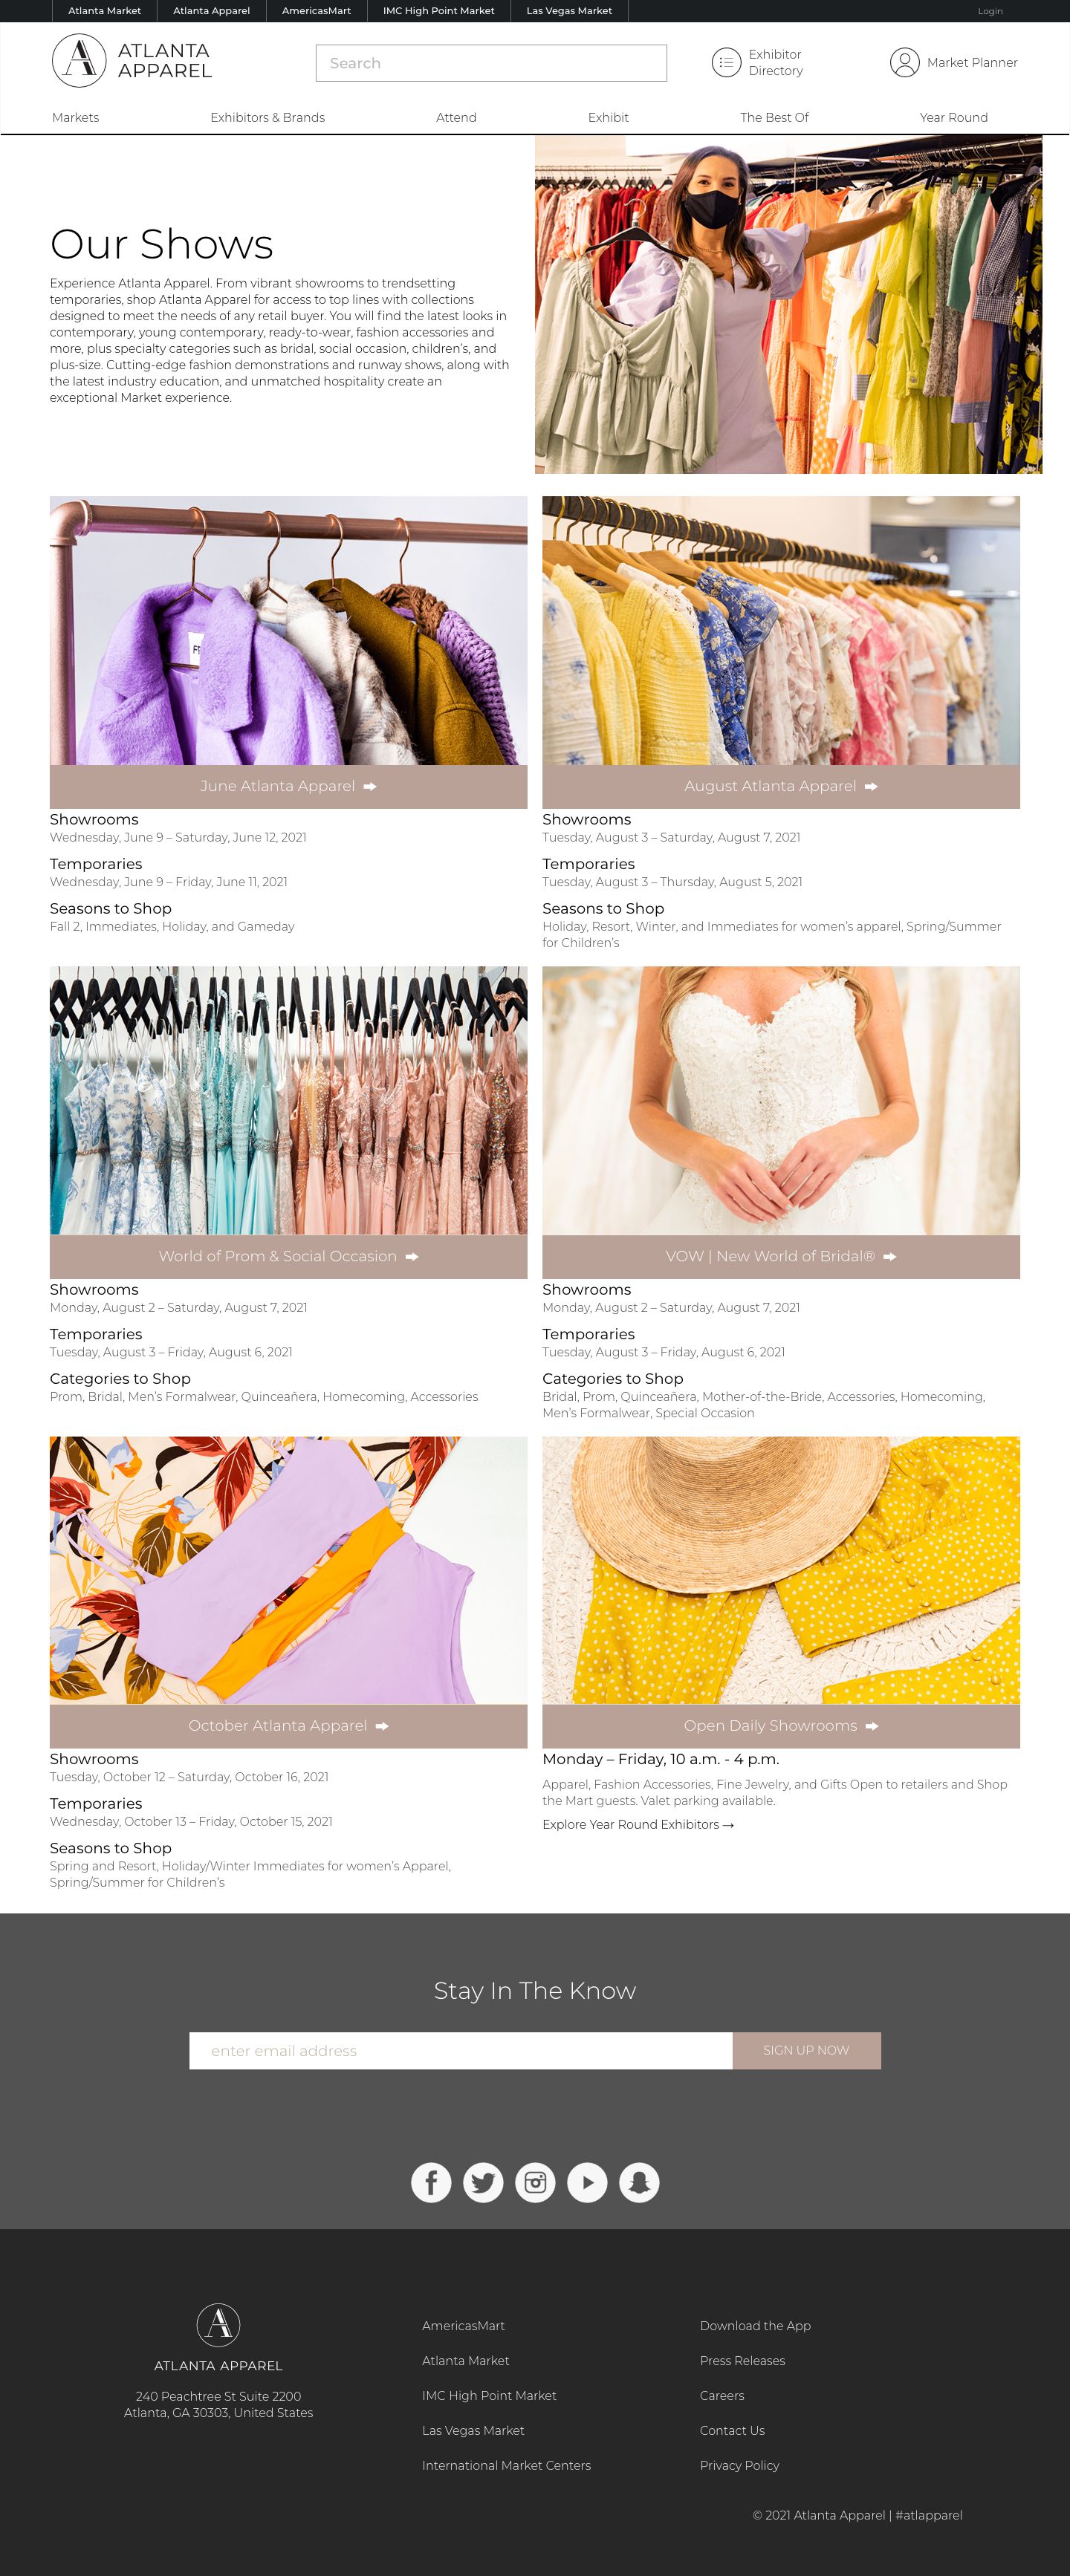 Atlanta Market
Atlanta Apparel
AmericasMart
IMC High Point Market
Las Vegas Market
Login
ATLANTA
APPAREL
Search
Exhibitor
Directory
Market Planner
Markets
Exhibitors & Brands
Attend
Exhibit
The Best Of
Year Round
Our Shows
Experience Atlanta Apparel. From vibrant showrooms to trendsetting
temporaries, shop Atlanta Apparel for access to top lines with collections
designed to meet the needs of any retail buyer. You will find the latest looks in
contemporary, young contemporary, ready-to-wear, fashion accessories and
more, plus specialty categories such as bridal, social occasion, children's, and
plus-size. Cutting-edge fashion demonstrations and runway shows, along with
the latest industry education, and unmatched hospitality create an
exceptional Market experience.
June Atlanta Apparel
Showrooms
Wednesday, June 9 – Saturday, June 12, 2021
Temporaries
Wednesday, June 9 – Friday, June 11, 2021
Seasons to Shop
Fall 2, Immediates, Holiday, and Gameday
August Atlanta Apparel
Showrooms
Tuesday, August 3 – Saturday, August 7, 2021
Temporaries
Tuesday, August 3 – Thursday, August 5, 2021
Seasons to Shop
Holiday, Resort, Winter, and Immediates for women's apparel, Spring/Summer
for Children's
World of Prom & Social Occasion
Showrooms
Monday, August 2 – Saturday, August 7, 2021
Temporaries
Tuesday, August 3 – Friday, August 6, 2021
Categories to Shop
Prom, Bridal, Men's Formalwear, Quinceañera, Homecoming, Accessories
VOW | New World of Bridal®
Showrooms
Monday, August 2 – Saturday, August 7, 2021
Temporaries
Tuesday, August 3 – Friday, August 6, 2021
Categories to Shop
Bridal, Prom, Quinceañera, Mother-of-the-Bride, Accessories, Homecoming,
Men's Formalwear, Special Occasion
October Atlanta Apparel
Showrooms
Tuesday, October 12 – Saturday, October 16, 2021
Temporaries
Wednesday, October 13 – Friday, October 15, 2021
Seasons to Shop
Spring and Resort, Holiday/Winter Immediates for women's Apparel,
Spring/Summer for Children's
Open Daily Showrooms
Monday – Friday, 10 a.m. - 4 p.m.
Apparel, Fashion Accessories, Fine Jewelry, and Gifts Open to retailers and Shop
the Mart guests. Valet parking available.
Explore Year Round Exhibitors →
Stay In The Know
enter email address
SIGN UP NOW
ATLANTA APPAREL
240 Peachtree St Suite 2200
Atlanta, GA 30303, United States
AmericasMart
Atlanta Market
IMC High Point Market
Las Vegas Market
International Market Centers
Download the App
Press Releases
Careers
Contact Us
Privacy Policy
© 2021 Atlanta Apparel | #atlapparel